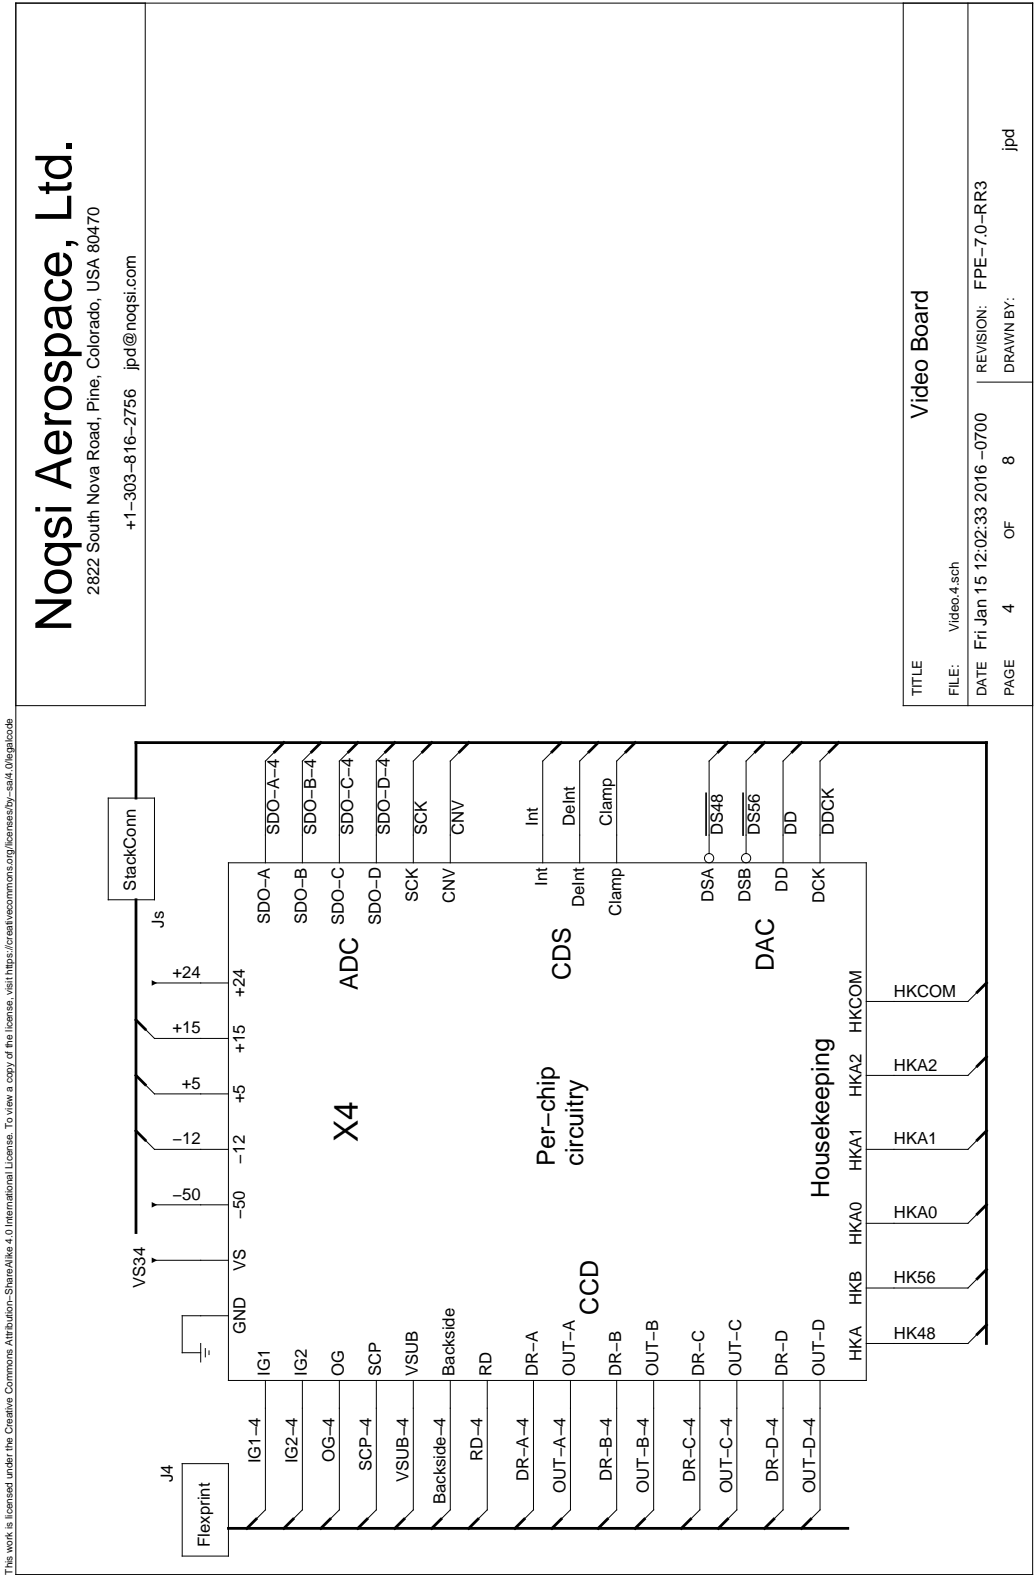 This work is licensed under the Creative Commons Attribution−ShareAlike 4.0 International License. To view a copy of the license, visit https://creativecommons.org/licenses/by−sa/4.0/legalcode
Noqsi Aerospace, Ltd.
2822 South Nova Road, Pine, Colorado, USA 80470
+1−303−816−2756 jpd@noqsi.com
J4
Flexprint
IG1−4
IG2−4
OG−4
SCP−4
VSUB−4
Backside−4
RD−4
DR−A−4
OUT−A−4
DR−B−4
OUT−B−4
DR−C−4
OUT−C−4
DR−D−4
OUT−D−4
IG1
IG2
OG
SCP
VSUB
Backside
RD
DR−A
OUT−A
DR−B
OUT−B
DR−C
OUT−C
DR−D
OUT−D
CCD
VS34
−50
−12
+5
+15
+24
GND
VS
−50
−12
+5
+15
+24
Js
StackConn
X4
Per−chip
circuitry
ADC
CDS
DAC
Housekeeping
SDO−A
SDO−B
SDO−C
SDO−D
SCK
CNV
Int
DeInt
Clamp
DSA
DSB
DD
DCK
SDO−A−4
SDO−B−4
SDO−C−4
SDO−D−4
SCK
CNV
Int
DeInt
Clamp
DS48
DS56
DD
DDCK
HKA
HKB
HKA0
HKA1
HKA2
HKCOM
HK48
HK56
HKA0
HKA1
HKA2
HKCOM
TITLE
Video Board
FILE: Video.4.sch
DATE Fri Jan 15 12:02:33 2016 −0700
REVISION: FPE−7.0−RR3
PAGE 4 OF 8
DRAWN BY: jpd